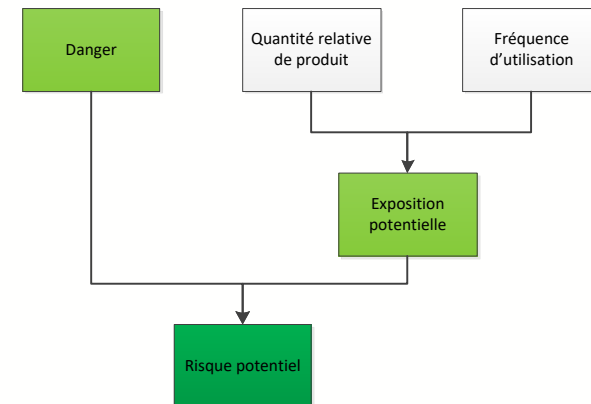 Danger
Quantité relative
de produit
Fréquence
d’utilisation
Exposition
potentielle
Risque potentiel